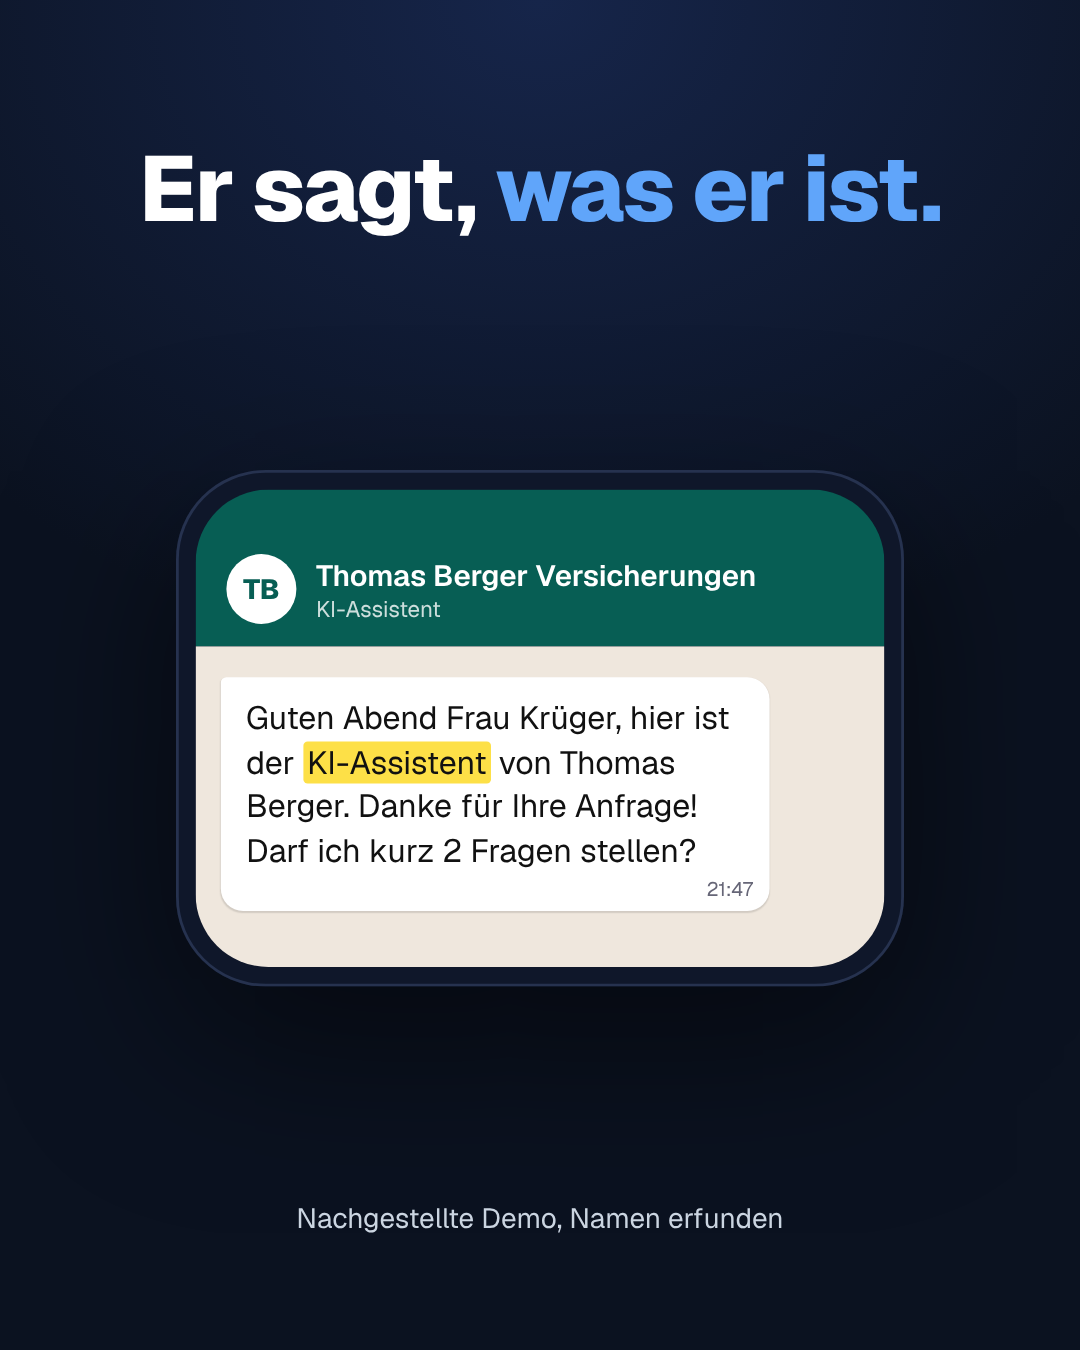 Er sagt, was er ist.
TB
Thomas Berger Versicherungen
KI-Assistent
Guten Abend Frau Krüger, hier ist
der KI-Assistent von Thomas
Berger. Danke für Ihre Anfrage!
Darf ich kurz 2 Fragen stellen?
21:47
Nachgestellte Demo, Namen erfunden